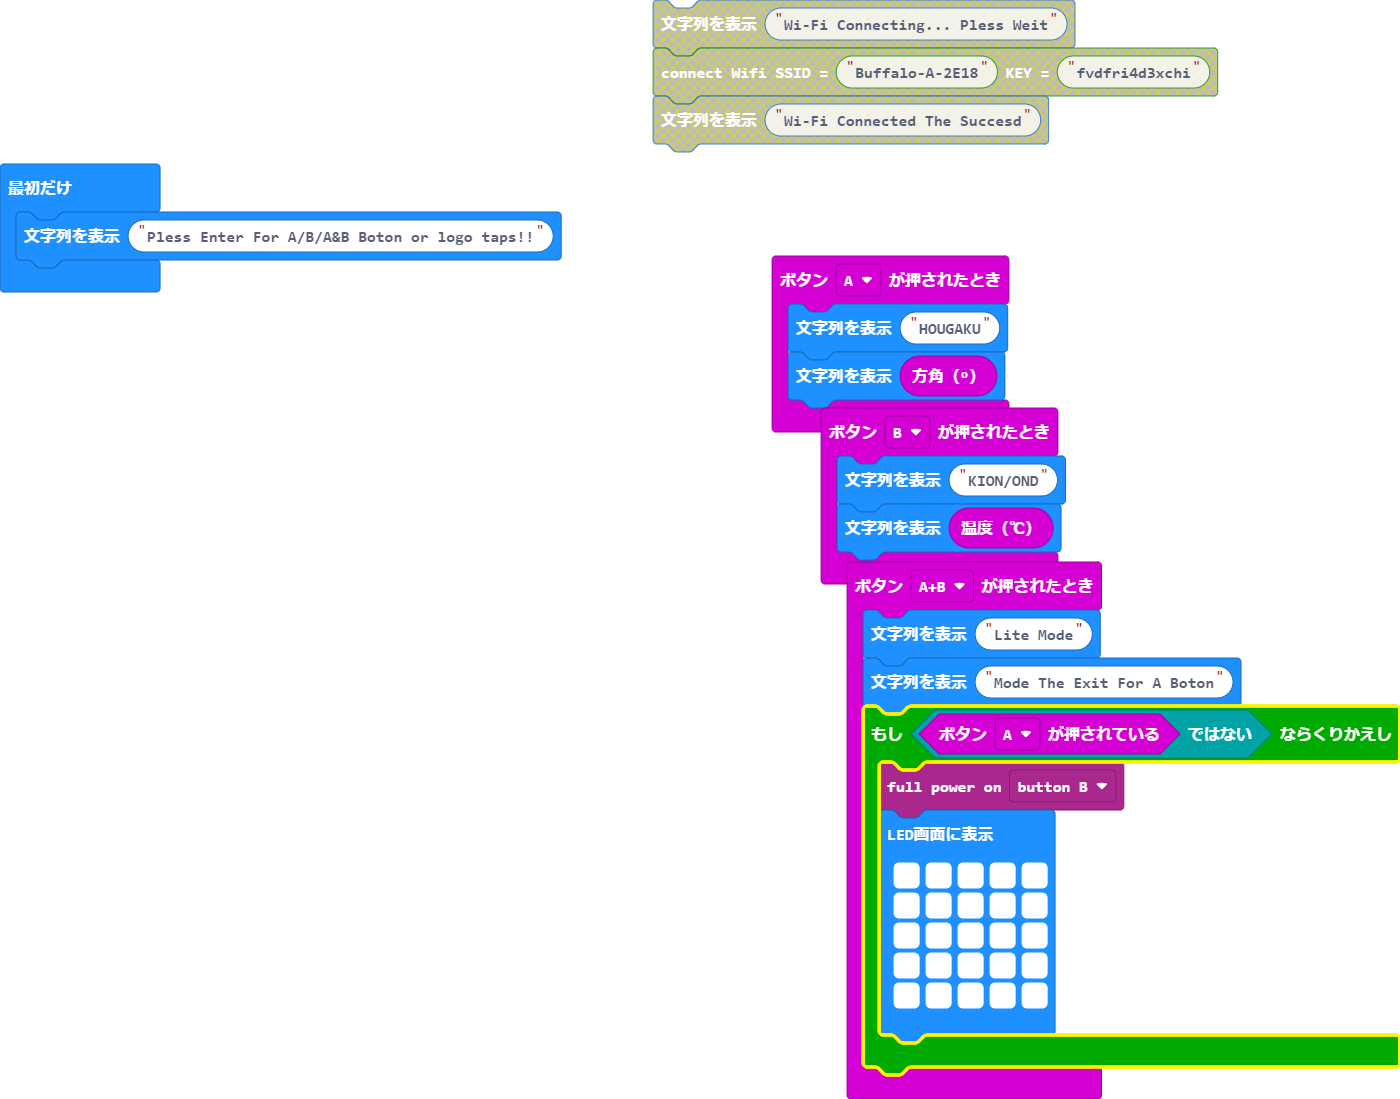 文字列を表示 "Wi-Fi Connecting... Pless Weit"
connect Wifi SSID = "Buffalo-A-2E18" KEY = "fvdfri4d3xchi"
文字列を表示 "Wi-Fi Connected The Succesd"
最初だけ
文字列を表示 "Pless Enter For A/B/A&B Boton or logo taps!!"
ボタン A が押されたとき
文字列を表示 "HOUGAKU"
文字列を表示 方角 (°)
ボタン B が押されたとき
文字列を表示 "KION/OND"
文字列を表示 温度 (℃)
ボタン A+B が押されたとき
文字列を表示 "Lite Mode"
文字列を表示 "Mode The Exit For A Boton"
もし ボタン A が押されている ではない ならくりかえし
full power on button B
LED画面に表示